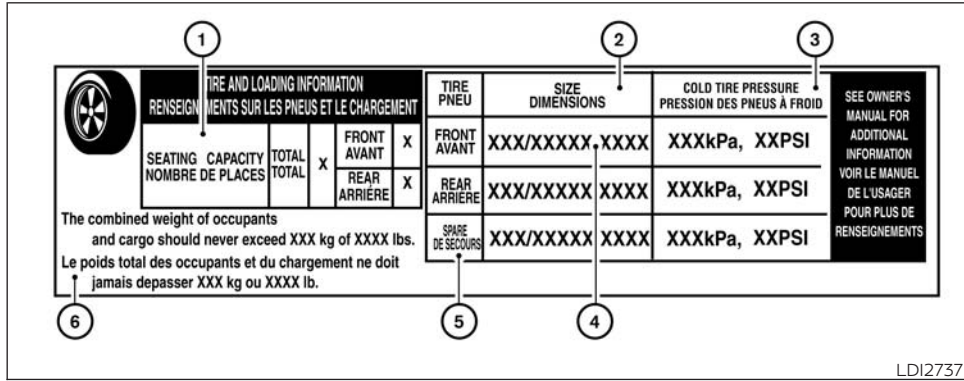 1
2
3
TIRE AND LOADING INFORMATION
RENSEIGNEMENTS SUR LES PNEUS ET LE CHARGEMENT
SEATING CAPACITY
NOMBRE DE PLACES
TOTAL
TOTAL
X
FRONT
AVANT
X
REAR
ARRIÉRE
X
The combined weight of occupants
and cargo should never exceed XXX kg of XXXX lbs.
Le poids total des occupants et du chargement ne doit
jamais depasser XXX kg ou XXXX lb.
TIRE
PNEU
SIZE
DIMENSIONS
COLD TIRE PRESSURE
PRESSION DES PNEUS À FROID
FRONT
AVANT
XXX/XXXXX XXXX
XXXkPa, XXPSI
REAR
ARRIÈRE
XXX/XXXXX XXXX
XXXkPa, XXPSI
SPARE
DE SECOURS
XXX/XXXXX XXXX
XXXkPa, XXPSI
SEE OWNER'S
MANUAL FOR
ADDITIONAL
INFORMATION
VOIR LE MANUEL
DE L'USAGER
POUR PLUS DE
RENSEIGNEMENTS
6
5
4
LDI2737